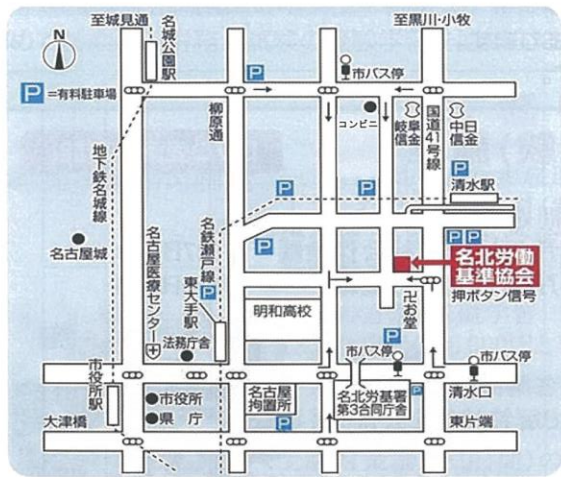 至城見通
至黒川・小牧
N
名城公園駅
P
P=有料駐車場
市バス停
柳原通
コンビニ
岐阜信金
国道41号線
中日信金
P
清水駅
地下鉄名城線
P
P
名古屋城
名古屋医療センター
名鉄瀬戸線
P
P P
名北労働
基準協会
P
東大手駅
明和高校
卍お堂
押ボタン信号
法務庁舎
P
市バス停
市バス停
市役所駅
市役所
県庁
名古屋
拘置所
P
名北労基署
第3合同庁舎
P
清水口
大津橋
東片端